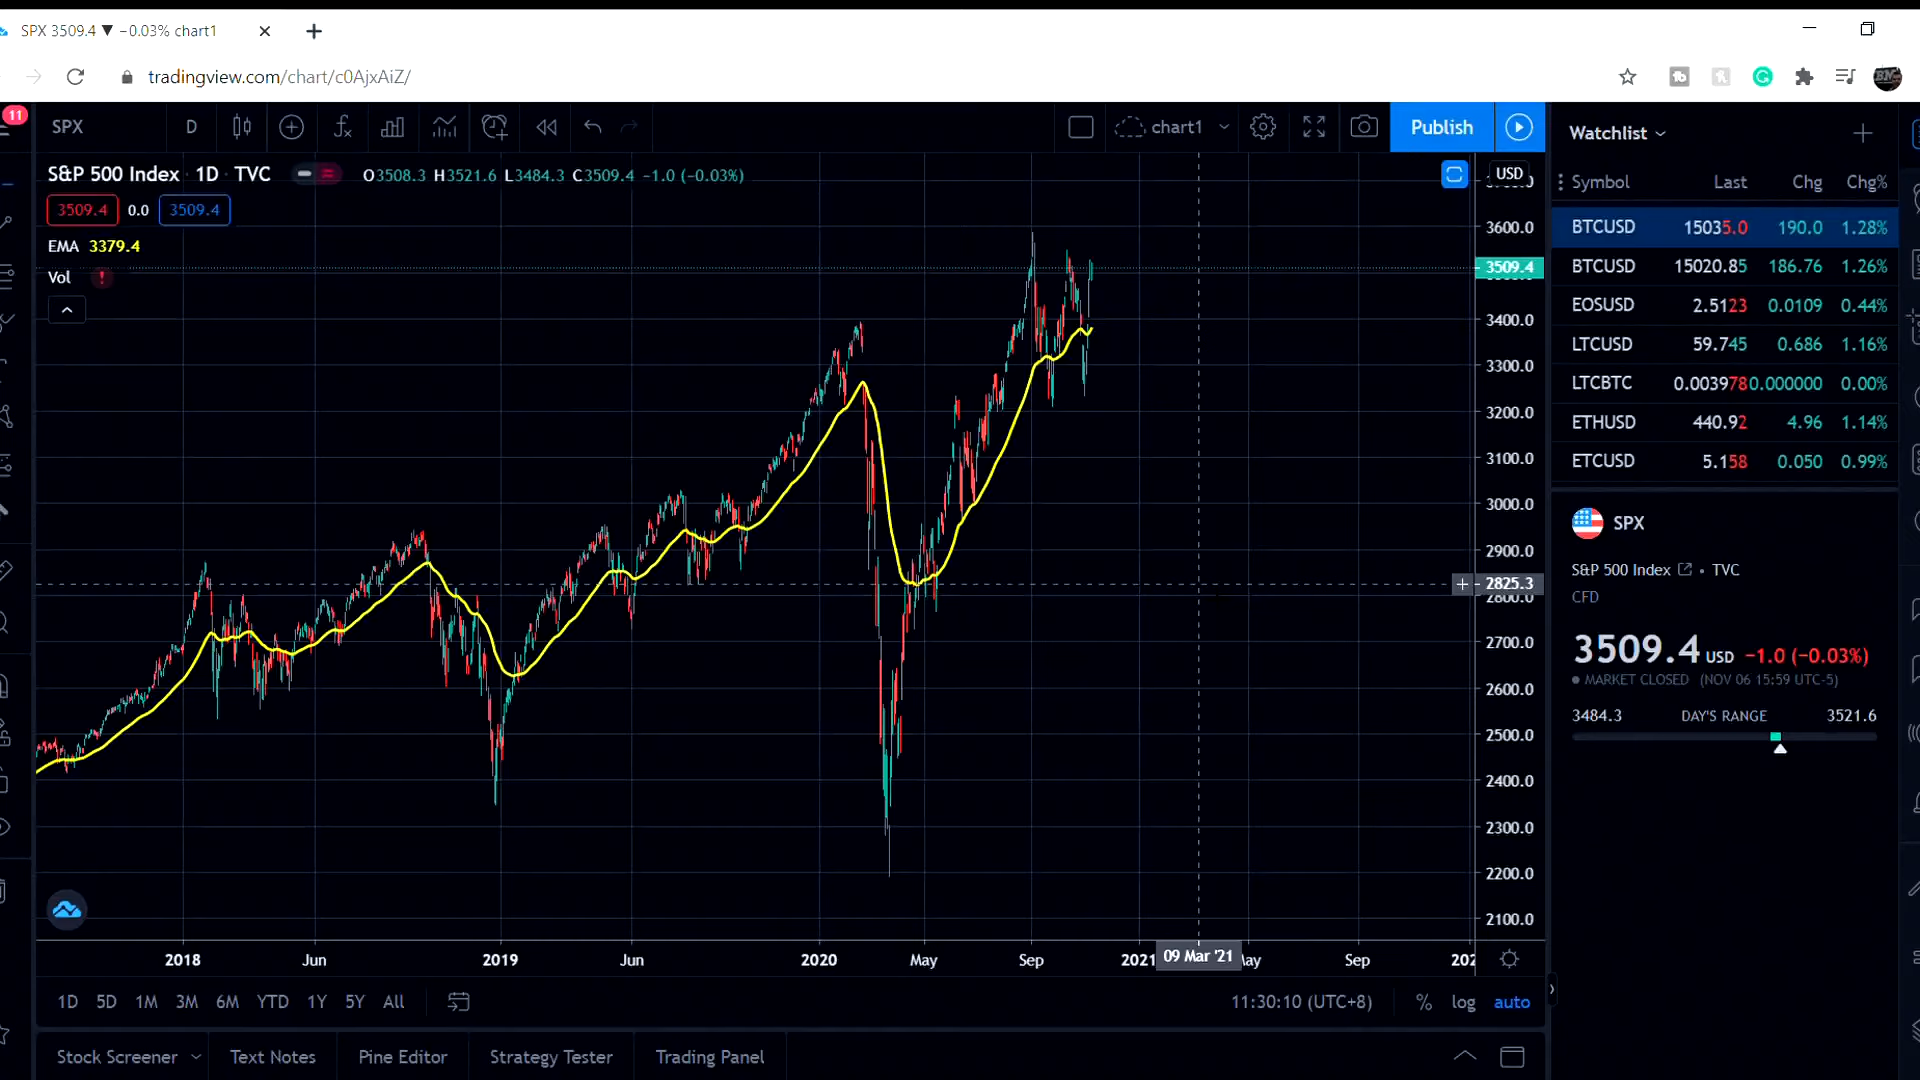 SPX 3509.4 ▼ −0.03% chart1
tradingview.com/chart/c0AjxAiZ/
11
SPX D chart1 Publish
S&P 500 Index 1D TVC O3508.3 H3521.6 L3484.3 C3509.4 −1.0 (−0.03%)
3509.4 0.0 3509.4
EMA 3379.4
Vol !
USD
3600.0
3509.4
3400.0
3300.0
3200.0
3100.0
3000.0
2900.0
2825.3
2800.0
2700.0
2600.0
2500.0
2400.0
2300.0
2200.0
2100.0
2018 Jun 2019 Jun 2020 May Sep 2021 09 Mar '21 Sep
1D 5D 1M 3M 6M YTD 1Y 5Y All 11:30:10 (UTC+8) % log auto
Stock Screener Text Notes Pine Editor Strategy Tester Trading Panel
Watchlist
Symbol Last Chg Chg%
BTCUSD 15035.0 190.0 1.28%
BTCUSD 15020.85 186.76 1.26%
EOSUSD 2.5123 0.0109 0.44%
LTCUSD 59.745 0.686 1.16%
LTCBTC 0.003978 0.000000 0.00%
ETHUSD 440.92 4.96 1.14%
ETCUSD 5.158 0.050 0.99%
SPX
S&P 500 Index • TVC
CFD
3509.4 USD −1.0 (−0.03%)
MARKET CLOSED (NOV 06 15:59 UTC-5)
3484.3 DAY'S RANGE 3521.6